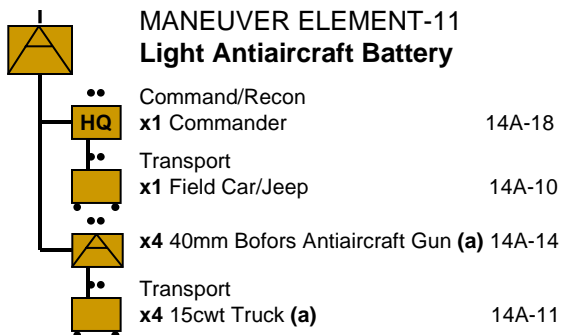 MANEUVER ELEMENT-11
Light Antiaircraft Battery
Command/Recon
HQ x1 Commander 14A-18
Transport
x1 Field Car/Jeep 14A-10
x4 40mm Bofors Antiaircraft Gun (a) 14A-14
Transport
x4 15cwt Truck (a) 14A-11